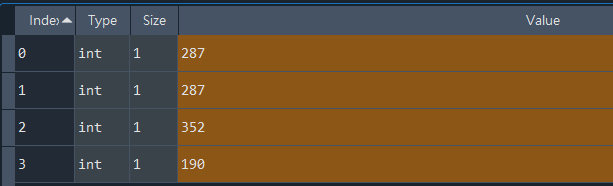 Index Type Size Value
0 int 1 287
1 int 1 287
2 int 1 352
3 int 1 190